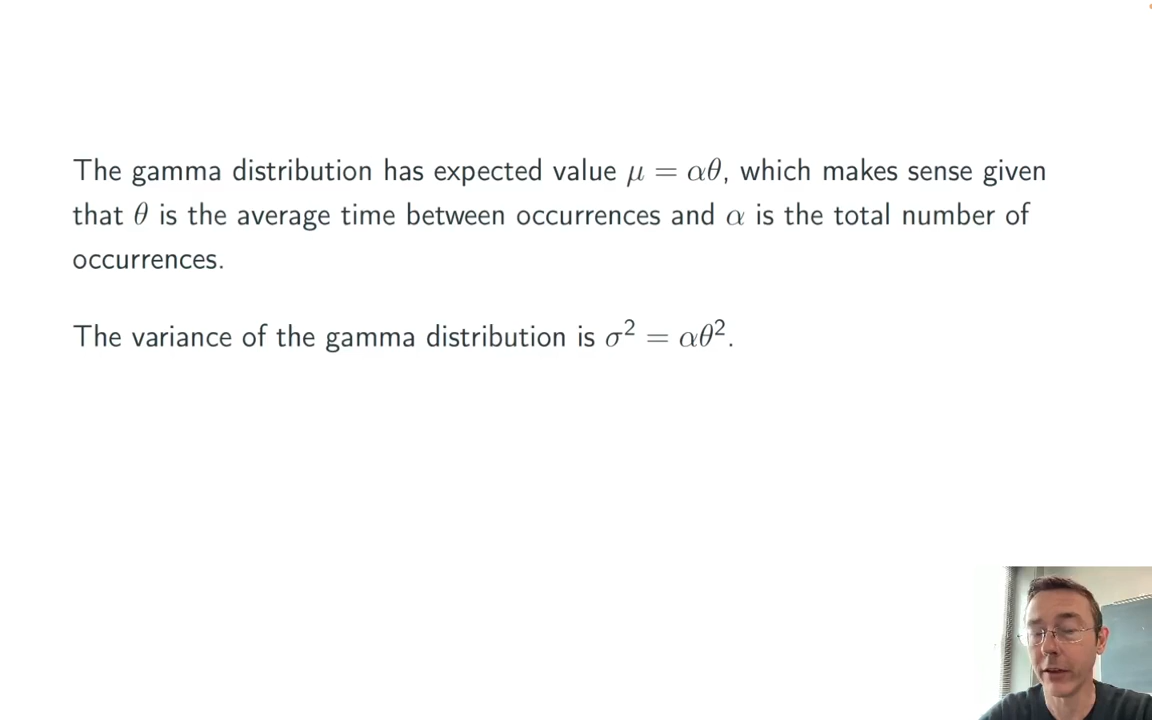 The gamma distribution has expected value μ = αθ, which makes sense given
that θ is the average time between occurrences and α is the total number of
occurrences.
The variance of the gamma distribution is σ² = αθ².